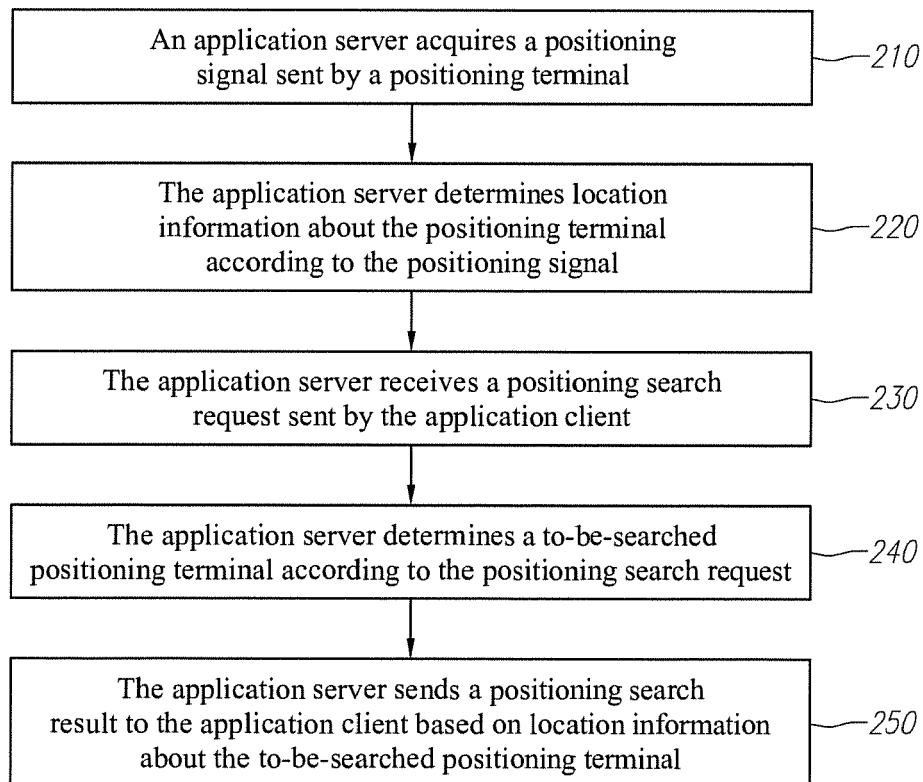 An application server acquires a positioning
signal sent by a positioning terminal
210
The application server determines location
information about the positioning terminal
according to the positioning signal
220
The application server receives a positioning search
request sent by the application client
230
The application server determines a to-be-searched
positioning terminal according to the positioning search request
240
The application server sends a positioning search
result to the application client based on location information
about the to-be-searched positioning terminal
250